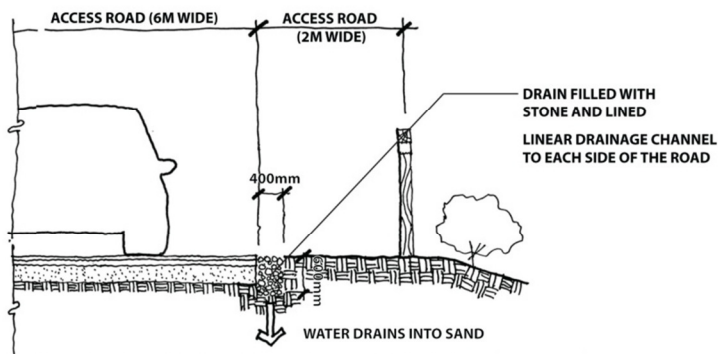 ACCESS ROAD (6M WIDE)
ACCESS ROAD
(2M WIDE)
DRAIN FILLED WITH
STONE AND LINED
LINEAR DRAINAGE CHANNEL
TO EACH SIDE OF THE ROAD
400mm
600mm
WATER DRAINS INTO SAND